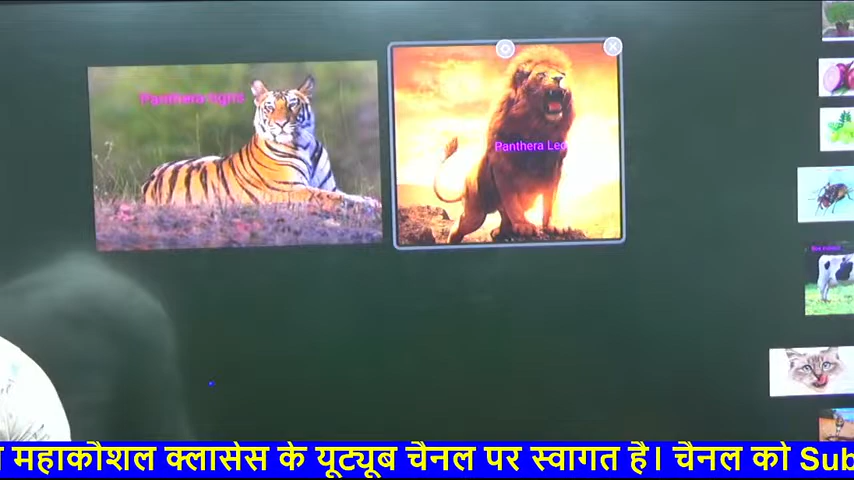 Panthera tigris
Panthera Leo
महाकौशल क्लासेस के यूट्यूब चैनल पर स्वागत है। चैनल को Sub